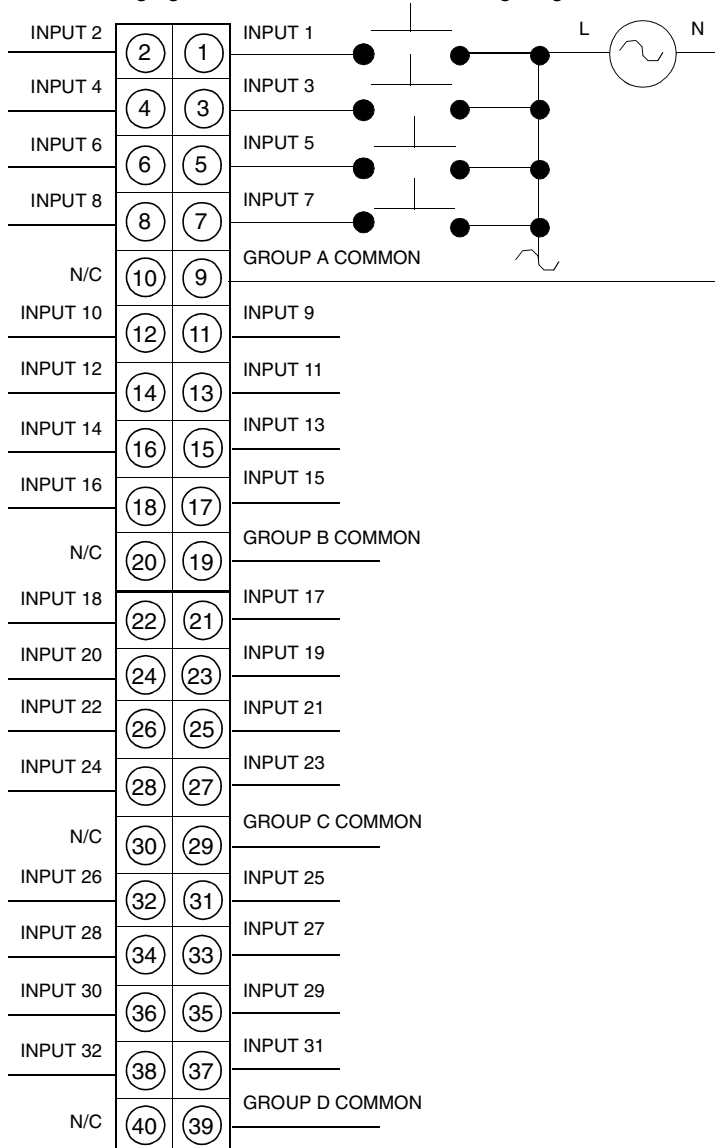 INPUT 2 2 1 INPUT 1 L N
INPUT 4 4 3 INPUT 3
INPUT 6 6 5 INPUT 5
INPUT 8 8 7 INPUT 7
N/C 10 9 GROUP A COMMON
INPUT 10 12 11 INPUT 9
INPUT 12 14 13 INPUT 11
INPUT 14 16 15 INPUT 13
INPUT 16 18 17 INPUT 15
N/C 20 19 GROUP B COMMON
INPUT 18 22 21 INPUT 17
INPUT 20 24 23 INPUT 19
INPUT 22 26 25 INPUT 21
INPUT 24 28 27 INPUT 23
N/C 30 29 GROUP C COMMON
INPUT 26 32 31 INPUT 25
INPUT 28 34 33 INPUT 27
INPUT 30 36 35 INPUT 29
INPUT 32 38 37 INPUT 31
N/C 40 39 GROUP D COMMON